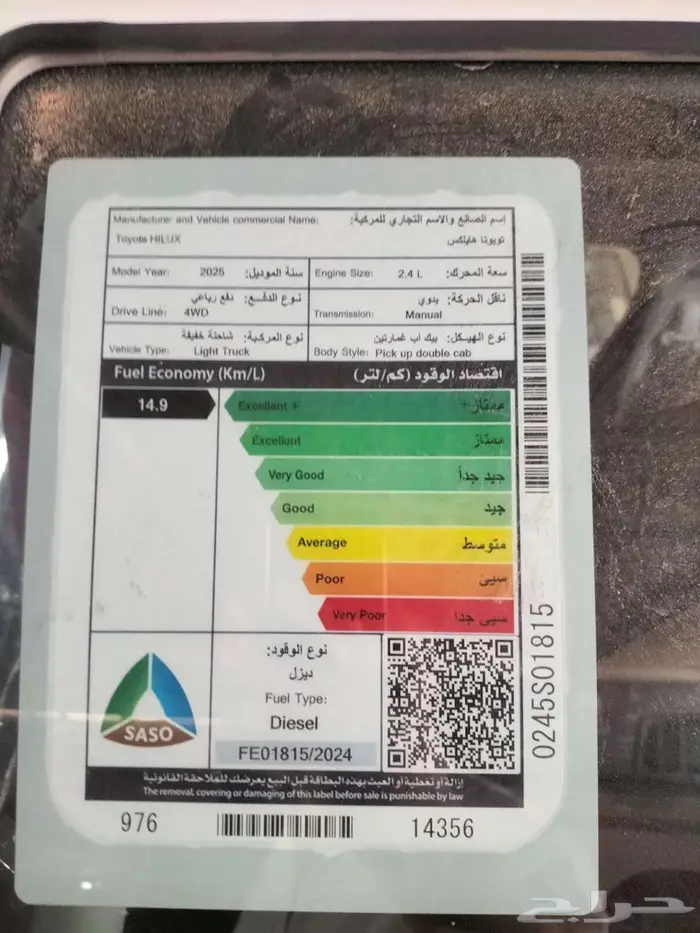 Manufacturer and Vehicle commercial Name: إسم الصانع والاسم التجاري للمركبة:
Toyota HILUX تويوتا هايلكس
Model Year: 2025 سنة الموديل: Engine Size: 2.4 L سعة المحرك:
نوع الدفع: دفع رباعي ناقل الحركة: يدوي
Drive Line: 4WD Transmission: Manual
نوع المركبة: شاحنة خفيفة نوع الهيكل: بيك أب غمارتين
Vehicle Type: Light Truck Body Style: Pick up double cab
Fuel Economy (Km/L) اقتصاد الوقود (كم/لتر)
14.9 Excellent + ممتاز +
Excellent ممتاز
Very Good جيد جداً
Good جيد
Average متوسط
Poor سيئ
Very Poor سيئ جدا
نوع الوقود:
ديزل
Fuel Type:
Diesel
SASO
FE01815/2024
0245S01815
إزالة أو تغطية أو العبث بهذه البطاقة قبل البيع يعرضك للملاحقة القانونية
The removal, covering or damaging of this label before sale is punishable by law
976 14356
حراج